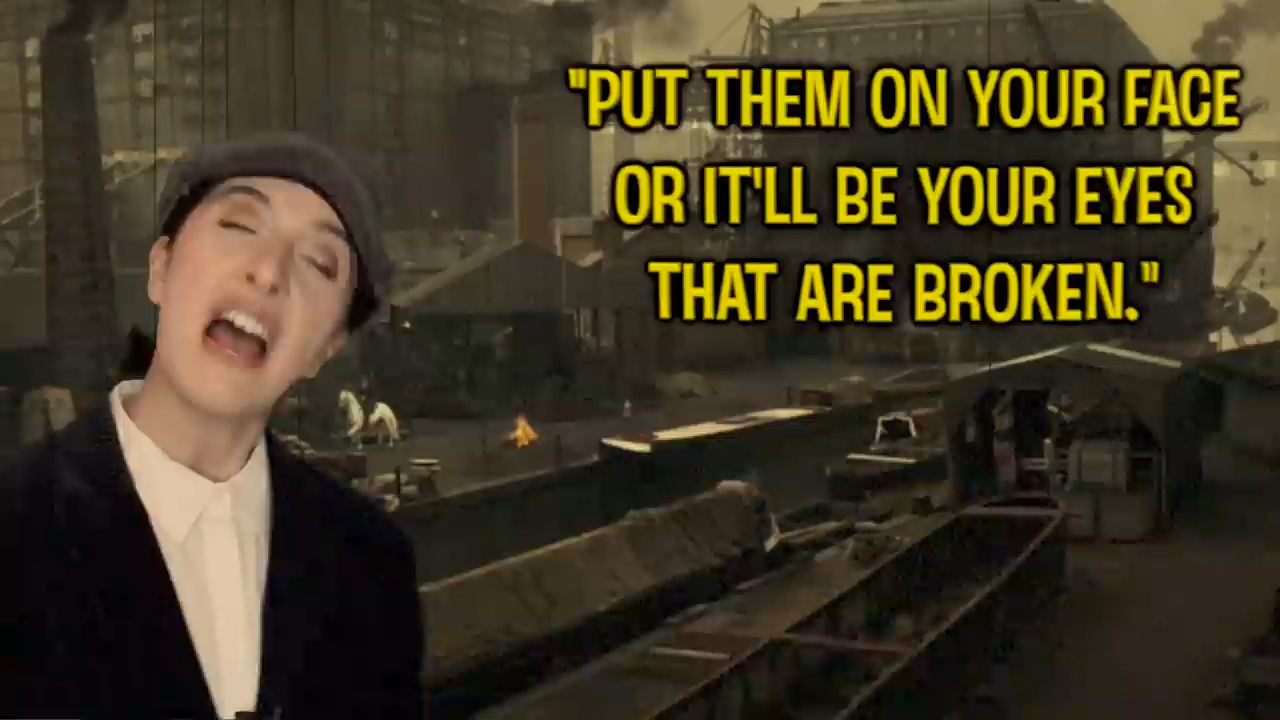 "PUT THEM ON YOUR FACE
OR IT'LL BE YOUR EYES
THAT ARE BROKEN."